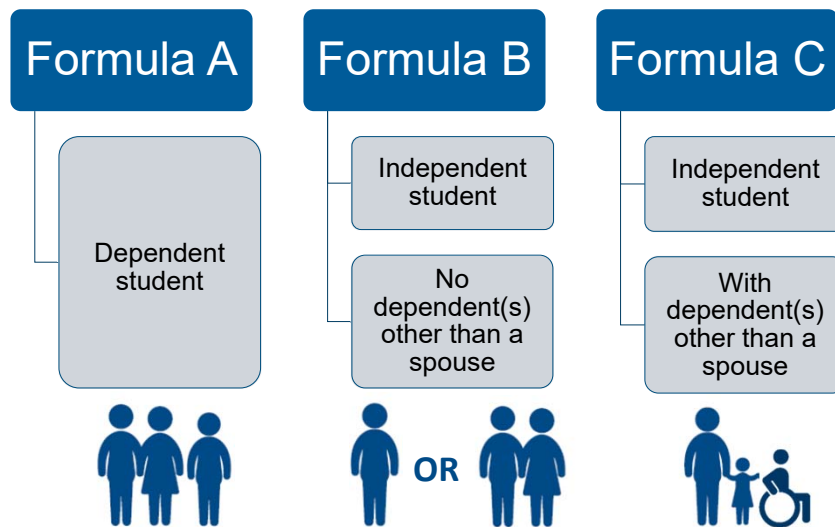 Formula A
Formula B
Formula C
Dependent
student
Independent
student
No
dependent(s)
other than a
spouse
Independent
student
With
dependent(s)
other than a
spouse
OR